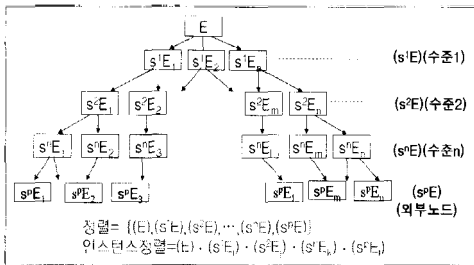 E
s¹E₁ s¹E₂ s¹Eₙ (s¹E)(수준1)
s²E₁ s²E₂ s²Eₘ s²Eₙ (s²E)(수준2)
sⁿE₁ sⁿE₂ sⁿE₃ sⁿEₗ sⁿEₘ sⁿEₙ (sⁿE)(수준n)
sᵖE₁ sᵖE₂ sᵖE₃ sᵖE₁ sᵖEₘ sᵖEₙ (sᵖE)
(외부노드)
정렬= {(E),(s¹E),(s²E),⋯,(sⁿE),(sᵖE)}
인스턴스정렬=(E)·(s¹Eᵢ)·(s²Eⱼ)·(sⁿEₖ)·(sᵖEₗ)